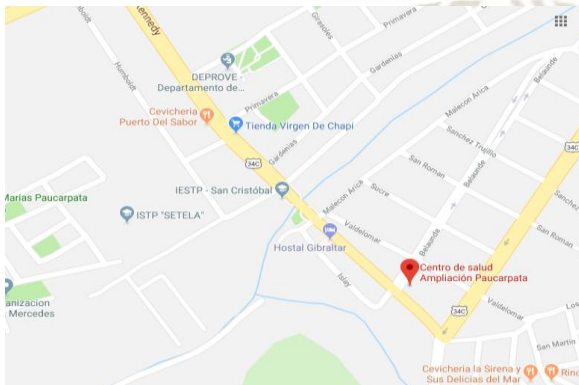 Kennedy
Girasoles
Primavera
Humboldt
DEPROVE -
Departamento de...
Gardenias
Belaunde
Malecon Arica
Primavera
Cevicheria
Puerto Del Sabor
Tienda Virgen De Chapi
Sanchez Trujillo
34C
Gardenias
34C
San Roman
Belaunde
IESTP - San Cristóbal
Malecon Arica
Sucre
Marias Paucarpata
ISTP "SETELA"
Valdelomar
San Roman
Hostal Gibraltar
Centro de salud
Ampliación Paucarpata
Islay
anizacion
Mercedes
34C
Valdelomar
San Martin
Cevicheria la Sirena y
Sus Delicias del Mar
Rinc